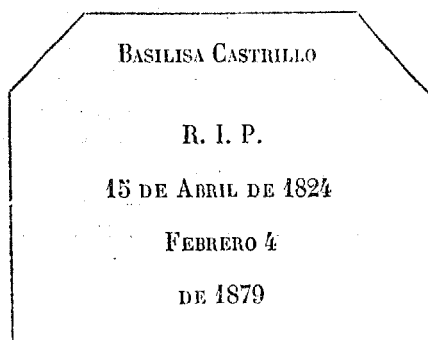 BASILISA CASTRILLO
R. I. P.
15 DE ABRIL DE 1824
FEBRERO 4
DE 1879